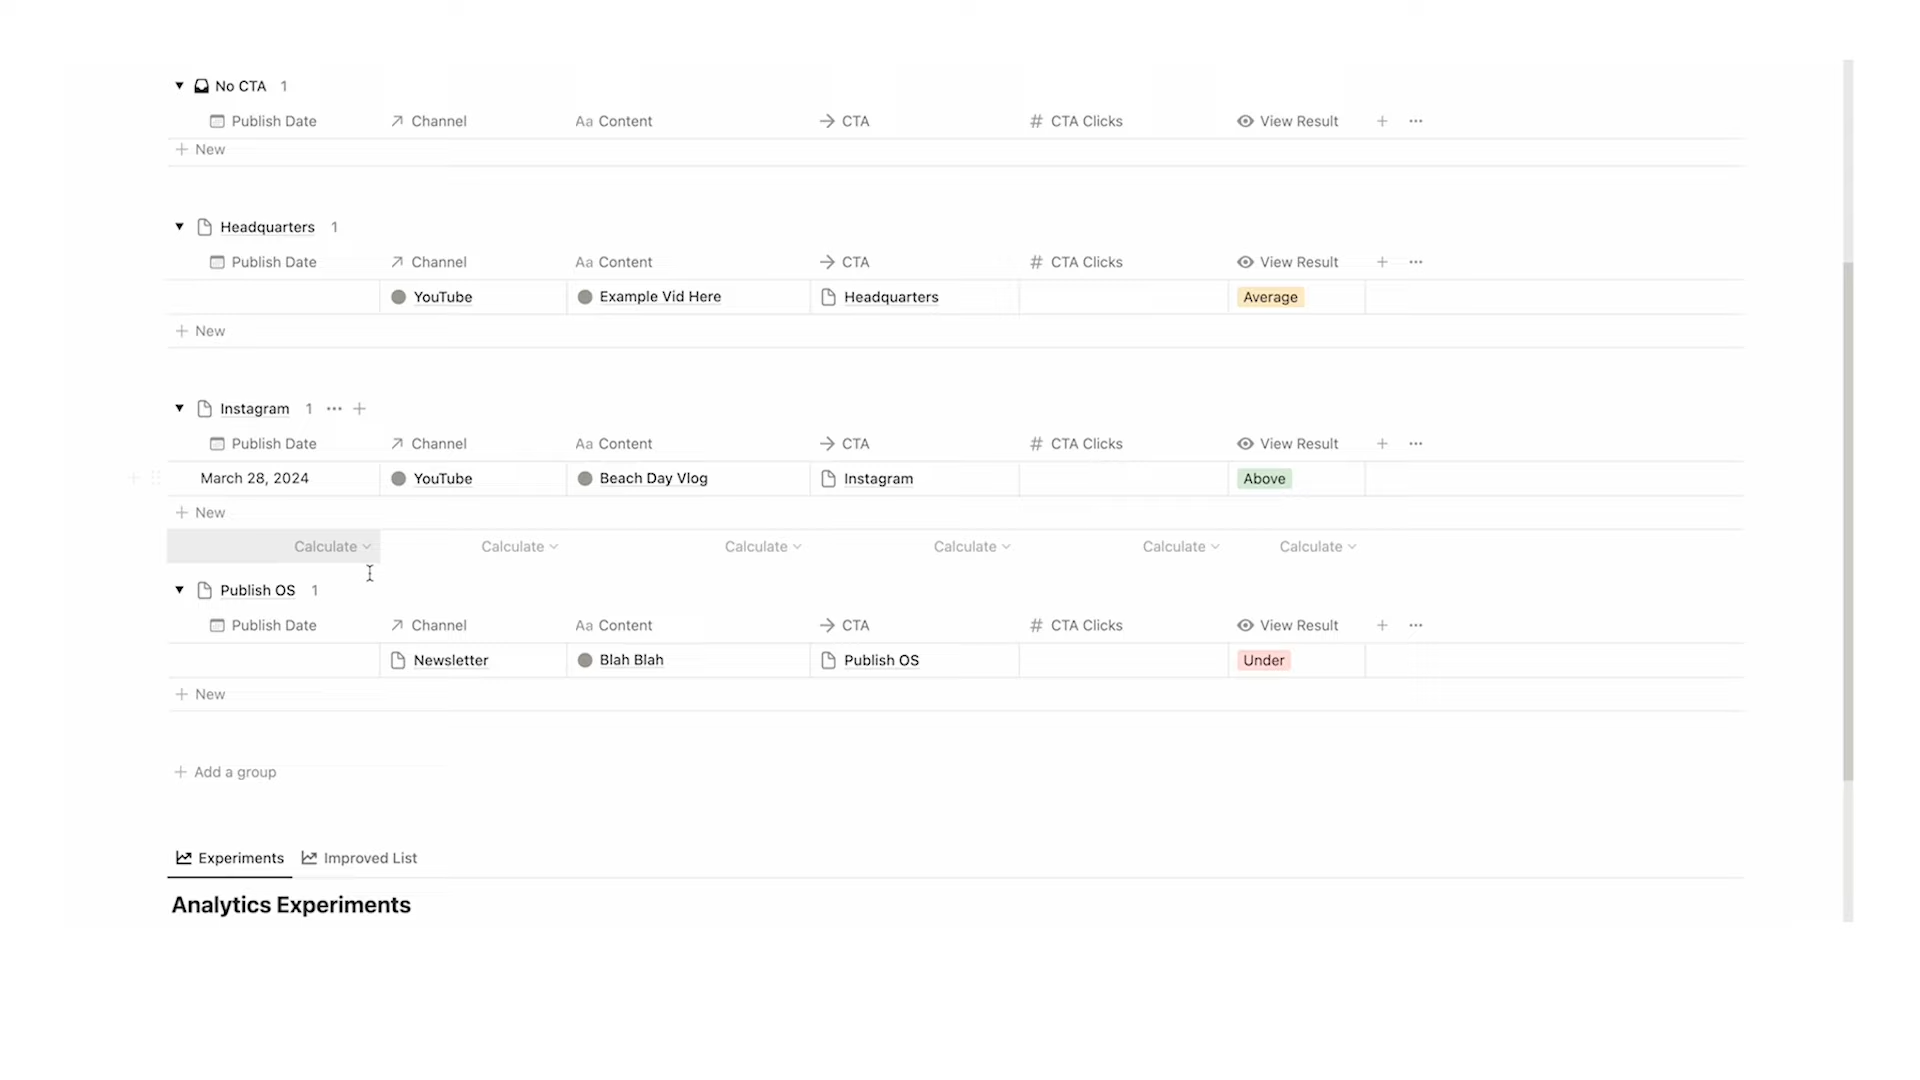 No CTA 1
Publish Date Channel Aa Content CTA # CTA Clicks View Result + ...
+ New
Headquarters 1
Publish Date Channel Aa Content CTA # CTA Clicks View Result + ...
YouTube Example Vid Here Headquarters Average
+ New
Instagram 1 ... +
Publish Date Channel Aa Content CTA # CTA Clicks View Result + ...
March 28, 2024 YouTube Beach Day Vlog Instagram Above
+ New
Calculate Calculate Calculate Calculate Calculate Calculate
Publish OS 1
Publish Date Channel Aa Content CTA # CTA Clicks View Result + ...
Newsletter Blah Blah Publish OS Under
+ New
+ Add a group
Experiments Improved List
Analytics Experiments